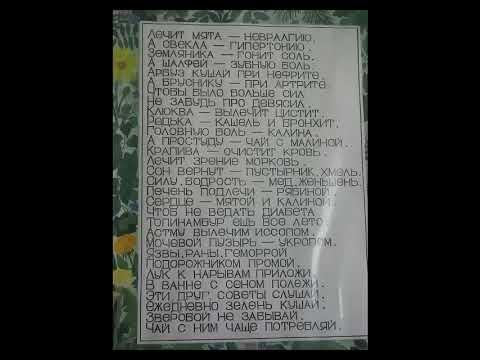 Лечит мята — невралгию,
А свекла — гипертонию.
Земляника — гонит соль,
А шалфей — зубную боль.
Арбуз кушай при нефрите,
А бруснику — при артрите.
Чтобы было больше сил
Не забудь про девясил.
Клюква — вылечит цистит,
Редька — кашель и бронхит.
Головную боль — калина,
А простуду — чай с малиной.
Крапива — очистит кровь,
Лечит зрение морковь.
Сон вернут — пустырник, хмель,
Силу, бодрость — мед, женьшень.
Печень подлечи — рябиной,
Сердце — мятой и калиной.
Чтоб не ведать диабета
Топинамбур ешь все лето.
Астму вылечим иссопом,
Мочевой пузырь — укропом.
Язвы, раны, геморрой
Подорожником промой.
Лук к нарывам приложи,
В ванне с сеном полежи.
Эти друг, советы слушай,
Ежедневно зелень кушай.
Зверобой не забывай,
Чай с ним чаще потребляй.